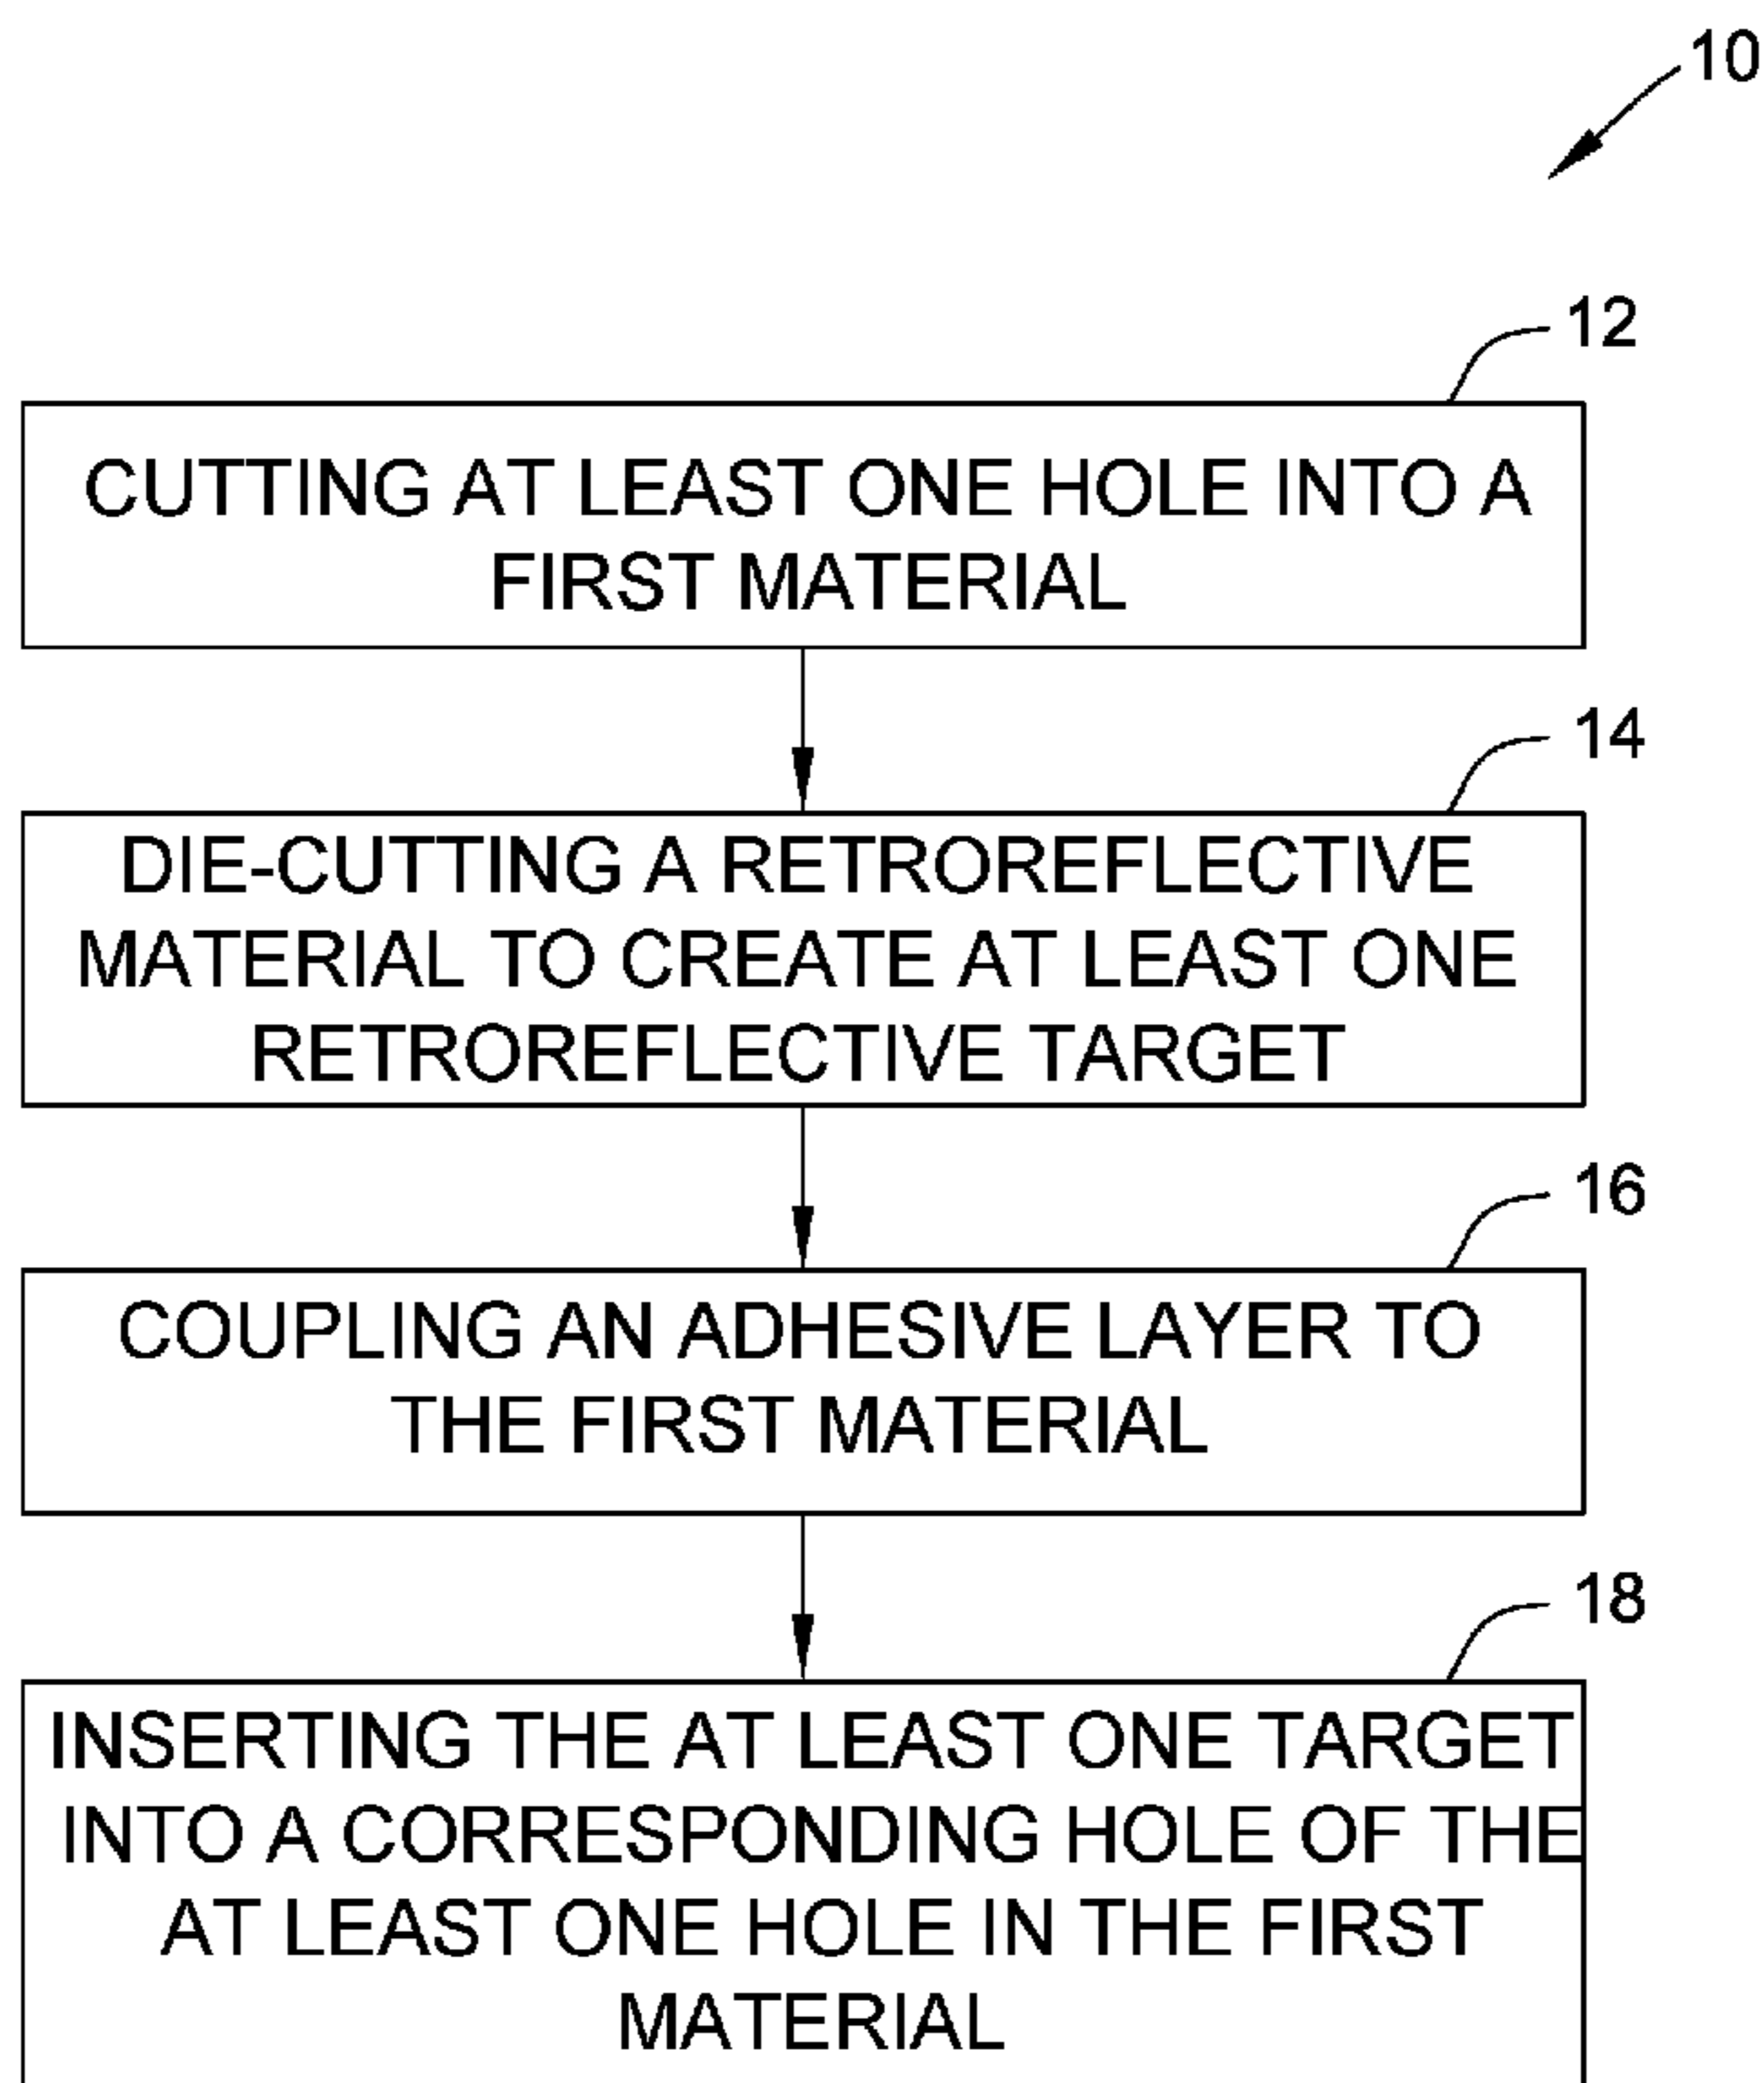 10
12
CUTTING AT LEAST ONE HOLE INTO A
FIRST MATERIAL
14
DIE-CUTTING A RETROREFLECTIVE
MATERIAL TO CREATE AT LEAST ONE
RETROREFLECTIVE TARGET
16
COUPLING AN ADHESIVE LAYER TO
THE FIRST MATERIAL
18
INSERTING THE AT LEAST ONE TARGET
INTO A CORRESPONDING HOLE OF THE
AT LEAST ONE HOLE IN THE FIRST
MATERIAL